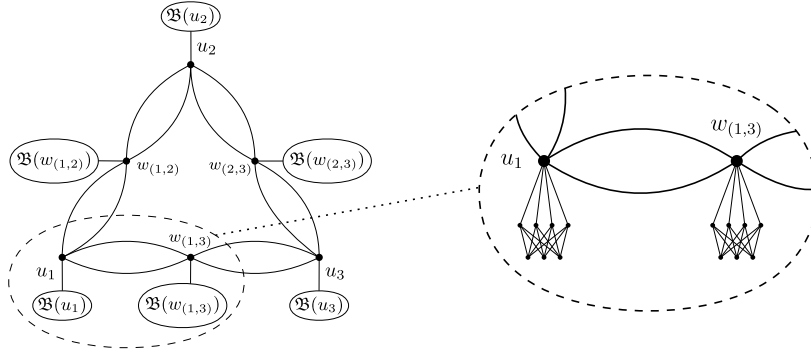 𝔅(u₂)
u₂
w₍₁,₃₎
𝔅(w₍₁,₂₎) w₍₁,₂₎ w₍₂,₃₎ 𝔅(w₍₂,₃₎)
u₁
w₍₁,₃₎
u₁ u₃
𝔅(u₁) 𝔅(w₍₁,₃₎) 𝔅(u₃)